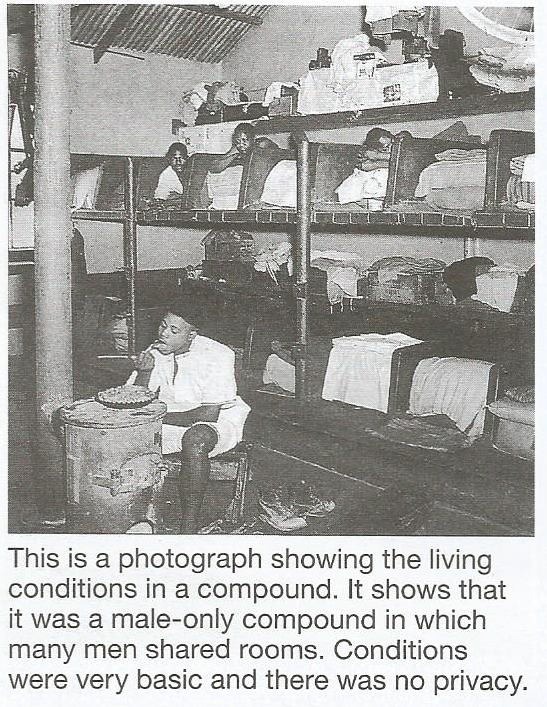 This is a photograph showing the living
conditions in a compound. It shows that
it was a male-only compound in which
many men shared rooms. Conditions
were very basic and there was no privacy.